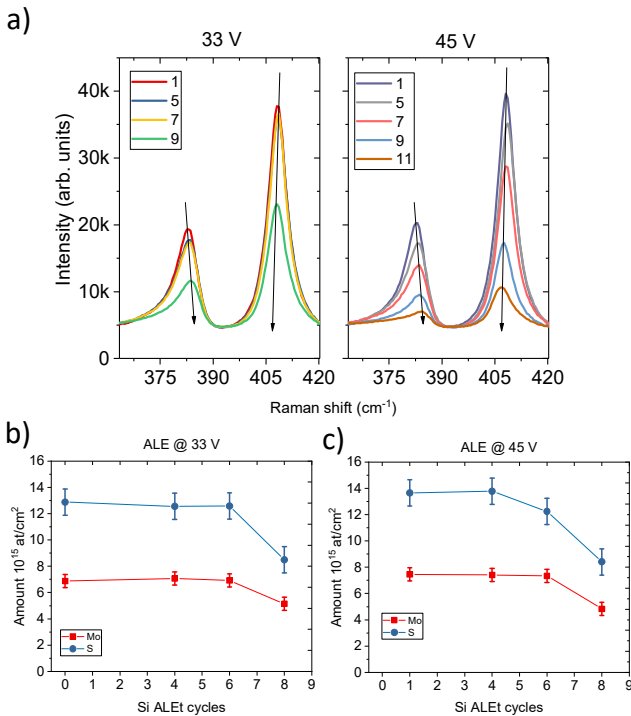 a)
33 V
45 V
1
5
7
9
1
5
7
9
11
Intensity (arb. units)
40k
30k
20k
10k
0
375 390 405 420
375 390 405 420
Raman shift (cm⁻¹)
b)
ALE @ 33 V
Amount 10¹⁵ at/cm²
16
14
12
10
8
6
4
2
0
Mo
S
0 1 2 3 4 5 6 7 8 9
Si ALEt cycles
c)
ALE @ 45 V
Amount 10¹⁵ at/cm²
16
14
12
10
8
6
4
2
0
Mo
S
0 1 2 3 4 5 6 7 8 9
Si ALEt cycles